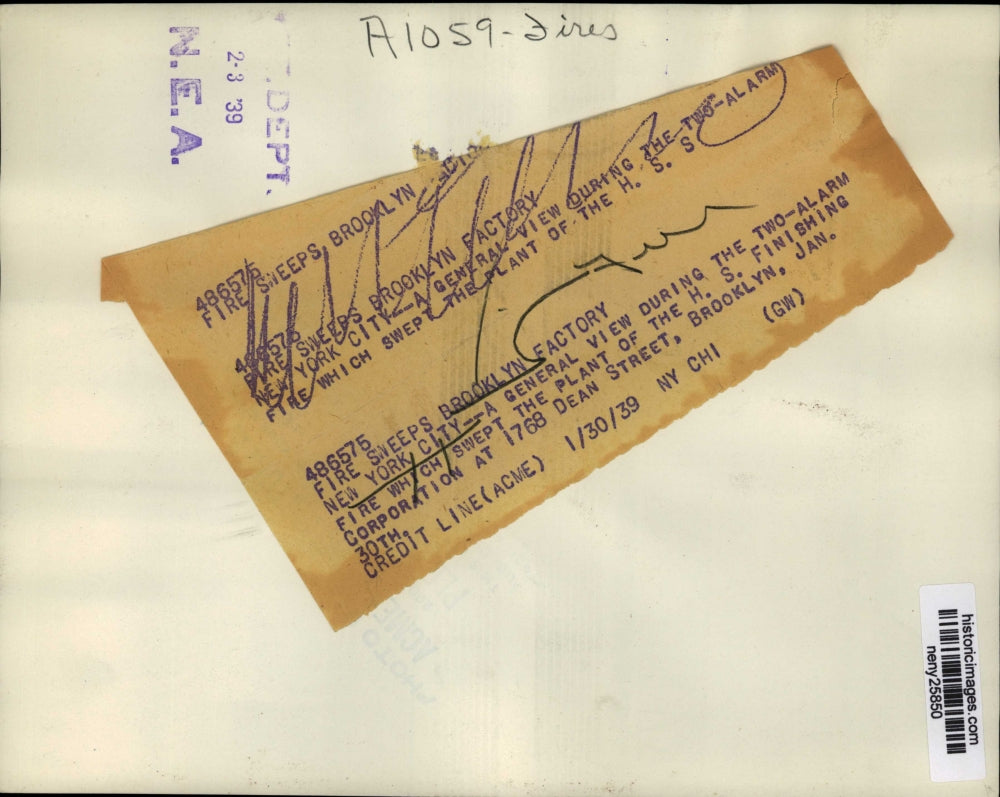 A1059-Fires
DEPT.
2-3 '39
N.E.A.
486575
FIRE SWEEPS BROOKLYN
486575
FIRE SWEEPS BROOKLYN FACTORY
NEW YORK CITY--A GENERAL VIEW DURING THE TWO-ALARM
FIRE WHICH SWEPT THE PLANT OF THE H. S. S
486575
FIRE SWEEPS BROOKLYN FACTORY
NEW YORK CITY--A GENERAL VIEW DURING THE TWO-ALARM
FIRE WHICH SWEPT THE PLANT OF THE H. S. FINISHING
CORPORATION AT 1768 DEAN STREET, BROOKLYN, JAN.
30TH.
CREDIT LINE(ACME) 1/30/39 NY CHI (GW)
historicimages.com
neny25850